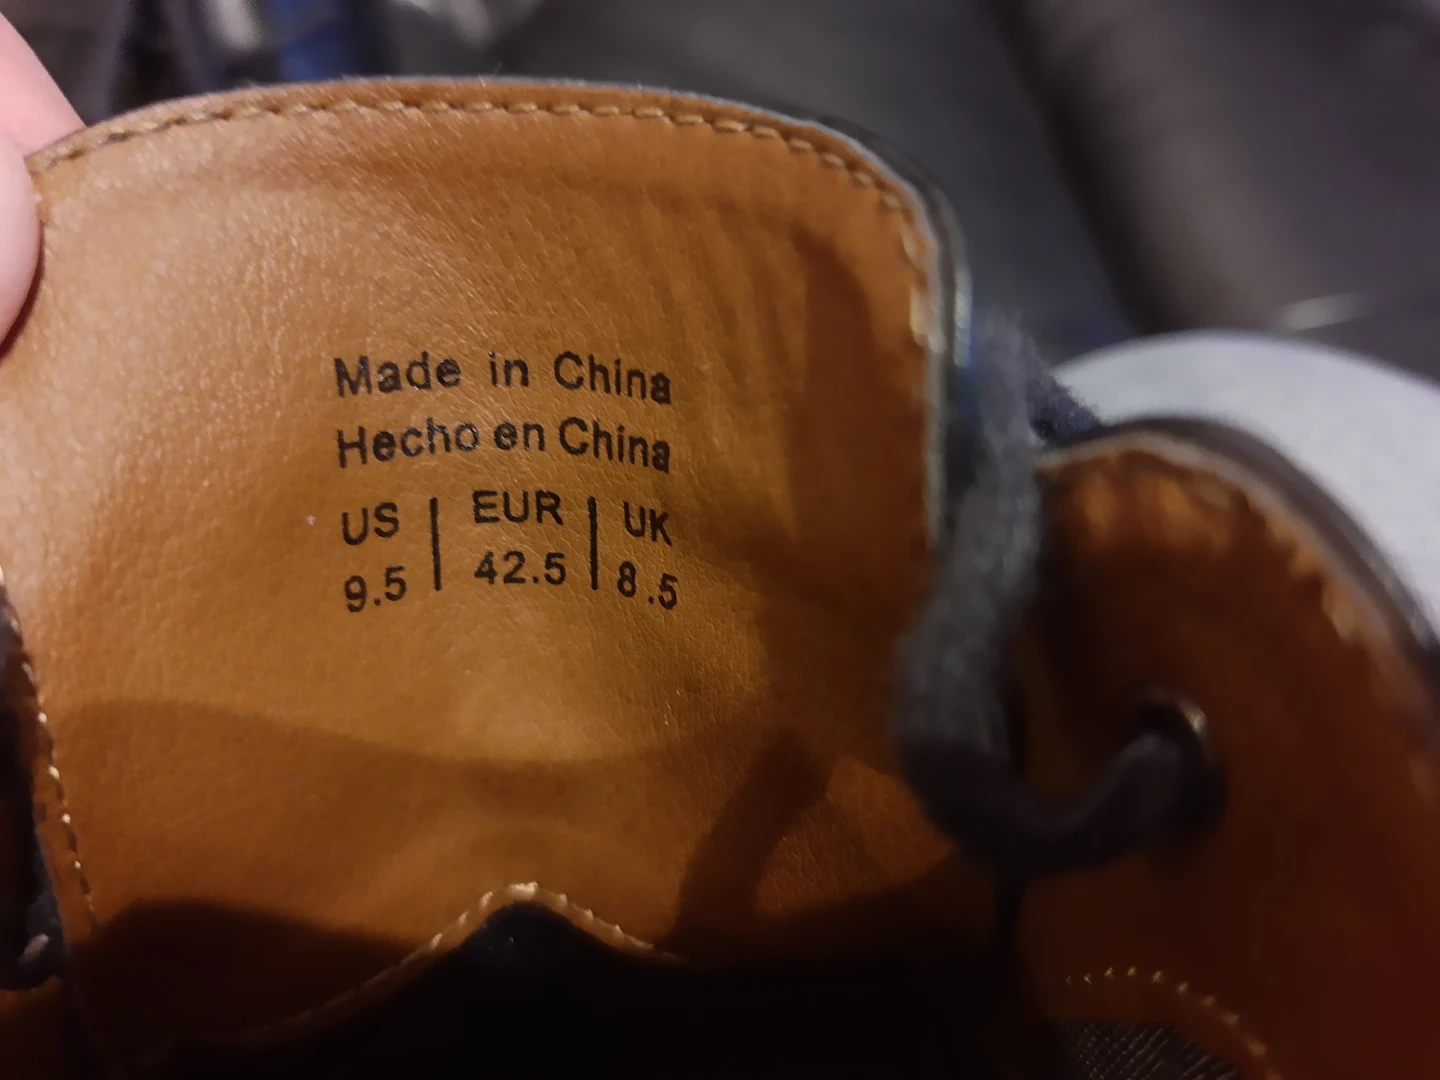 Made in China
Hecho en China
US | EUR | UK
9.5 | 42.5 | 8.5